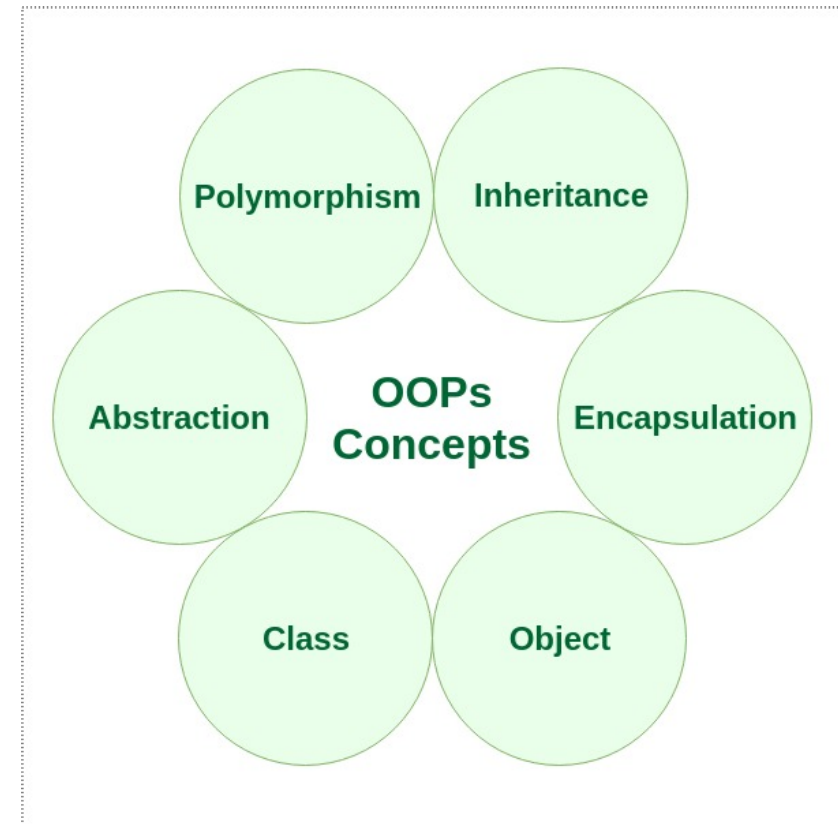 Polymorphism
Inheritance
Abstraction
OOPs
Concepts
Encapsulation
Class
Object